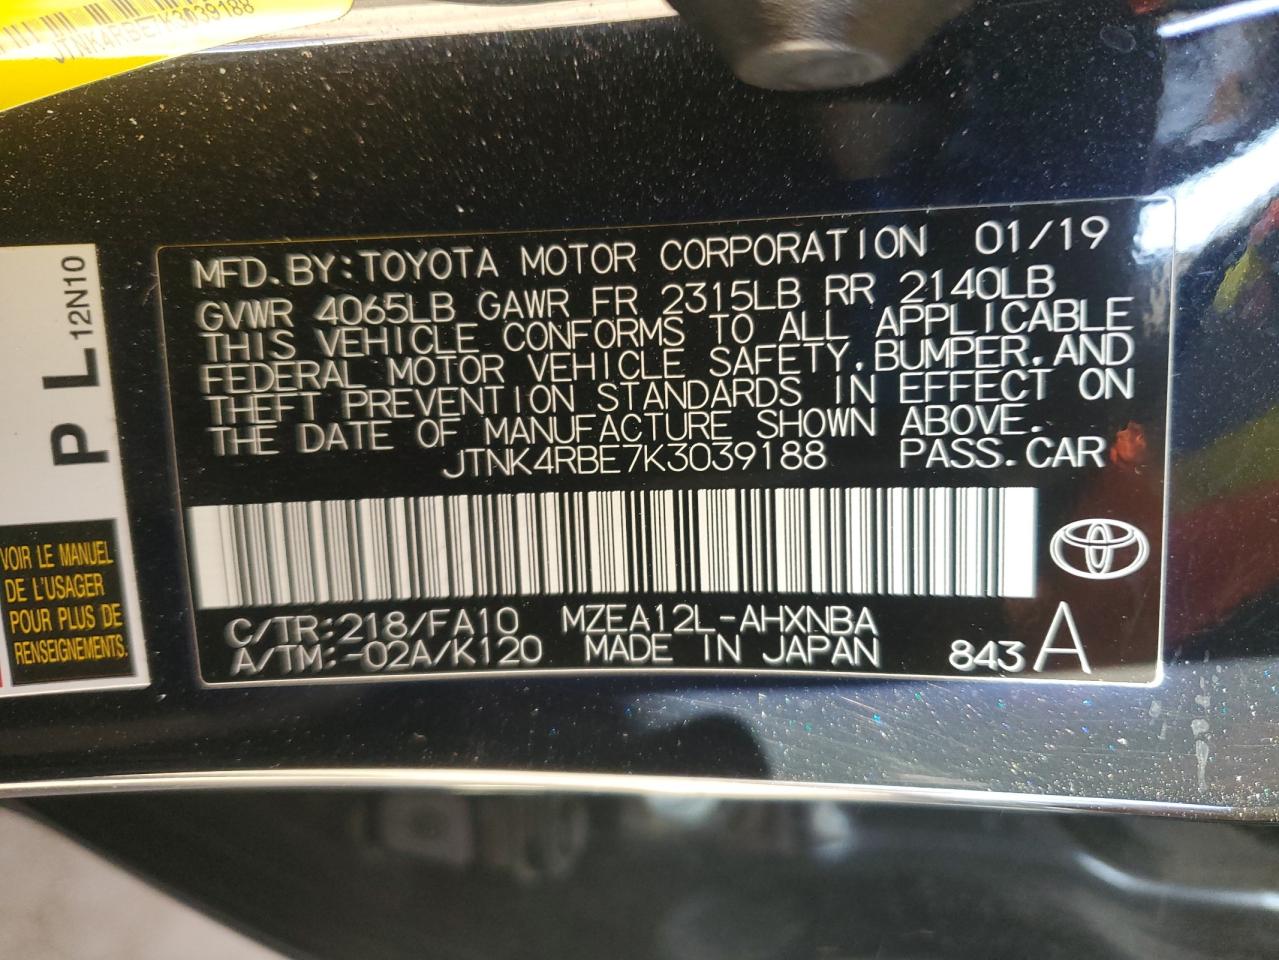 JTNK4RBE7K3039188
P L 12N10
VOIR LE MANUEL
DE L'USAGER
POUR PLUS DE
RENSEIGNEMENTS.
MFD.BY:TOYOTA MOTOR CORPORATION 01/19
GVWR 4065LB GAWR FR 2315LB RR 2140LB
THIS VEHICLE CONFORMS TO ALL APPLICABLE
FEDERAL MOTOR VEHICLE SAFETY,BUMPER,AND
THEFT PREVENTION STANDARDS IN EFFECT ON
THE DATE OF MANUFACTURE SHOWN ABOVE.
JTNK4RBE7K3039188 PASS.CAR
C/TR:218/FA10 MZEA12L-AHXNBA
A/TM:-02A/K120 MADE IN JAPAN 843 A